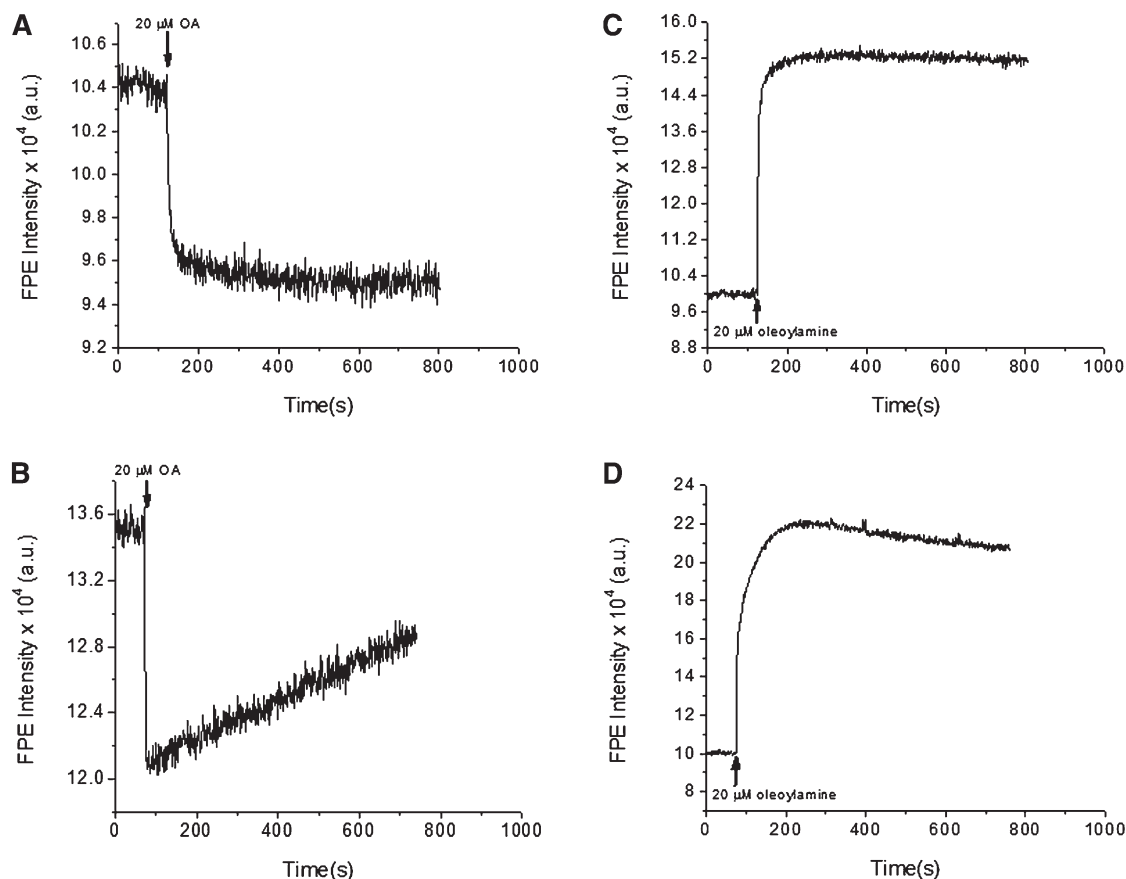 A
20 µM OA
FPE Intensity x 10⁴ (a.u.)
10.6
10.4
10.2
10.0
9.8
9.6
9.4
9.2
0 200 400 600 800 1000
Time(s)
C
16.0
15.2
14.4
13.6
12.8
12.0
11.2
10.4
9.6
8.8
FPE Intensity x 10⁴ (a.u.)
20 µM oleoylamine
0 200 400 600 800 1000
Time(s)
B
20 µM OA
FPE Intensity x 10⁴ (a.u.)
13.6
13.2
12.8
12.4
12.0
0 200 400 600 800 1000
Time(s)
D
24
22
20
18
16
14
12
10
8
FPE Intensity x 10⁴ (a.u.)
20 µM oleoylamine
0 200 400 600 800 1000
Time(s)